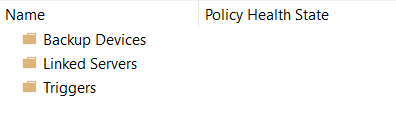 Name Policy Health State
Backup Devices
Linked Servers
Triggers